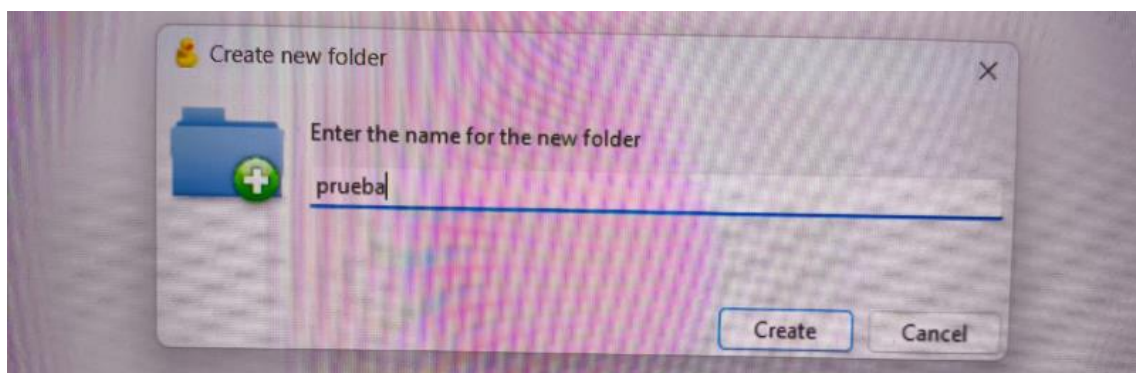 Create new folder
Enter the name for the new folder
prueba
Create
Cancel